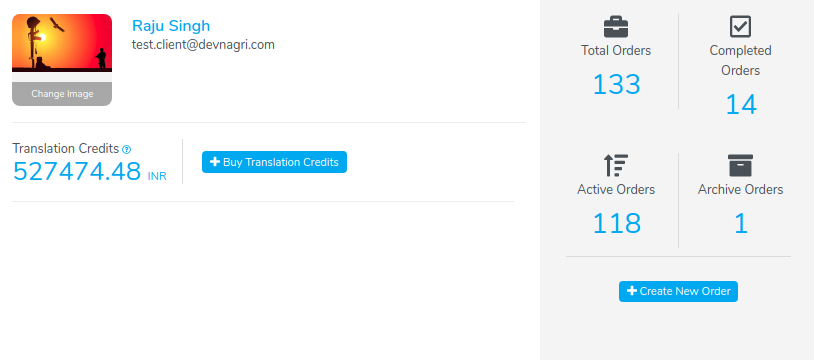 Raju Singh
test.client@devnagri.com
Change Image
Translation Credits ?
527474.48 INR
+ Buy Translation Credits
Total Orders
133
Completed
Orders
14
Active Orders
118
Archive Orders
1
+ Create New Order